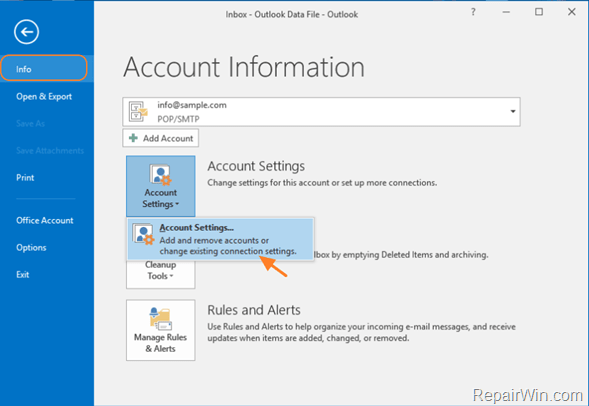 Inbox - Outlook Data File - Outlook
?
Info
Open & Export
Save As
Save Attachments
Print
Office Account
Options
Exit
Account Information
info@sample.com
POP/SMTP
Add Account
Account
Settings
Account Settings
Change settings for this account or set up more connections.
Account Settings...
Add and remove accounts or
change existing connection settings.
by emptying Deleted Items and archiving.
Cleanup
Tools
Manage Rules
& Alerts
Rules and Alerts
Use Rules and Alerts to help organize your incoming e-mail messages, and receive
updates when items are added, changed, or removed.
RepairWin.com